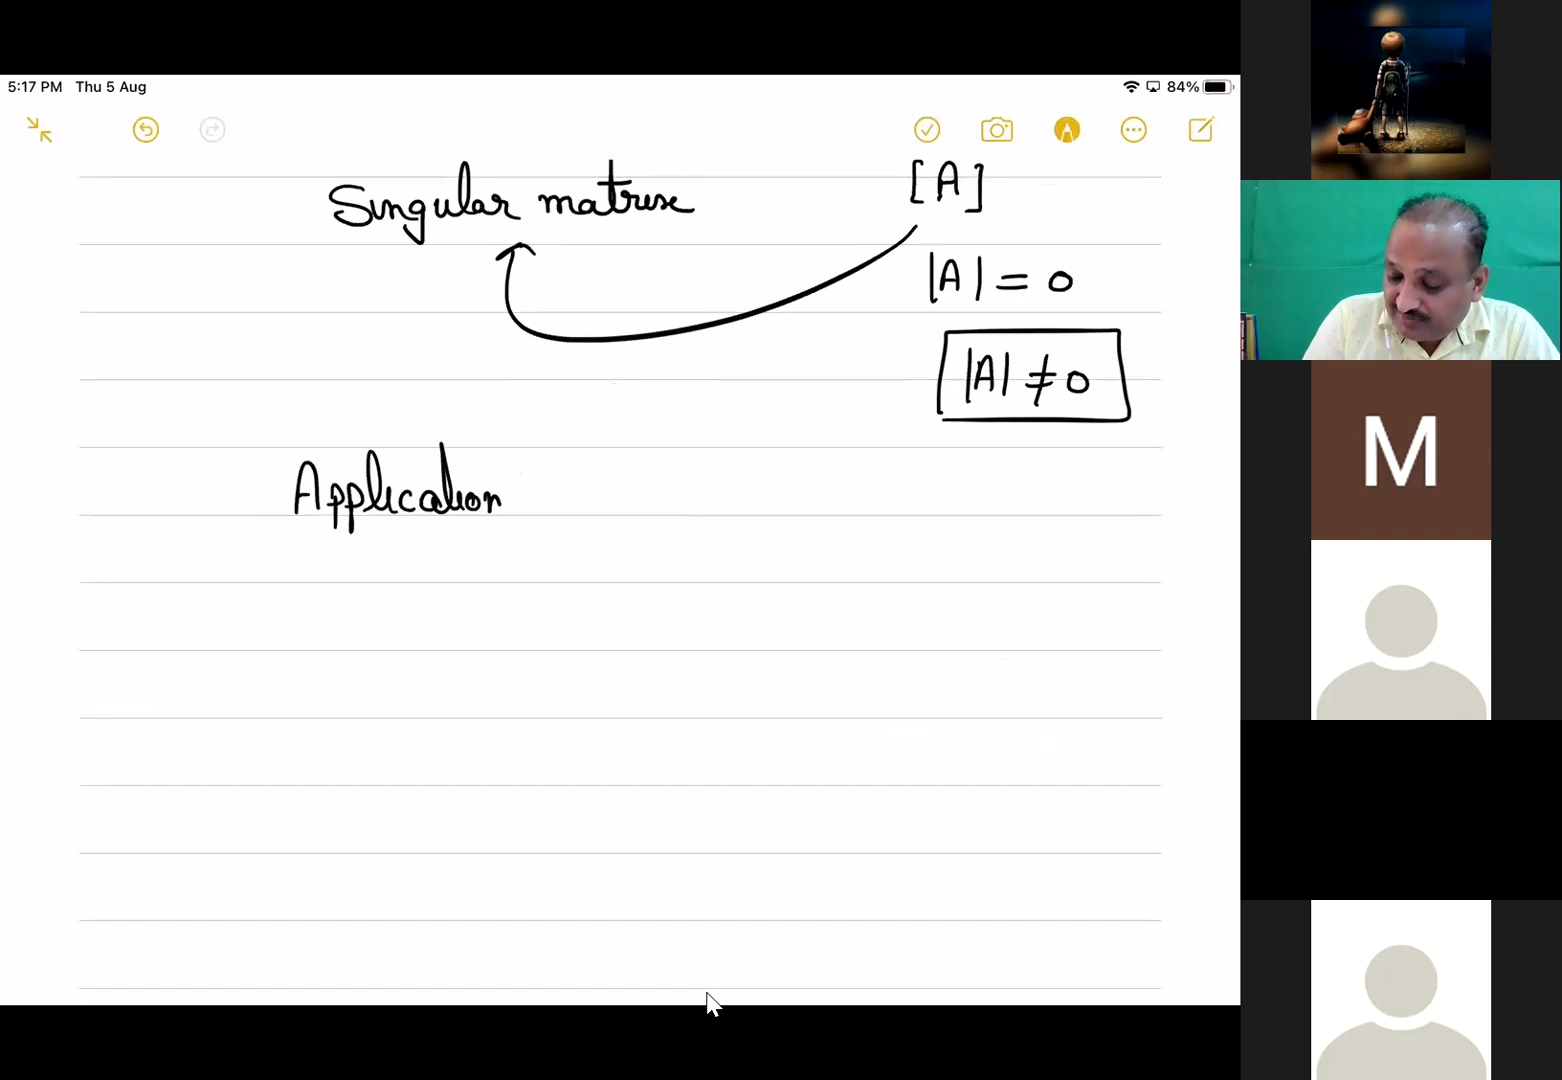 5:17 PM Thu 5 Aug 84%
Singular matrix [A]
|A| = 0
|A| ≠ 0
Application
M